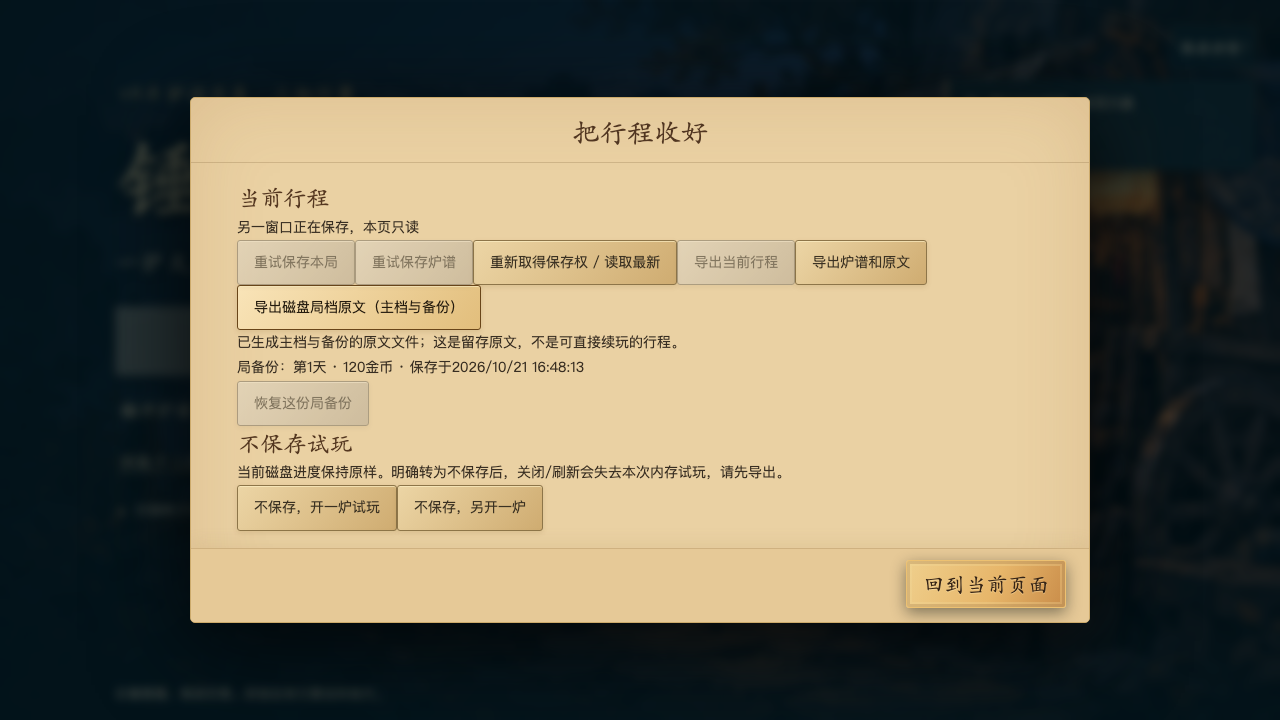 把行程收好
当前行程
另一窗口正在保存，本页只读
重试保存本局 重试保存炉谱 重新取得保存权 / 读取最新 导出当前行程 导出炉谱和原文
导出磁盘局档原文（主档与备份）
已生成主档与备份的原文文件；这是留存原文，不是可直接续玩的行程。
局备份：第1天 · 120金币 · 保存于2026/10/21 16:48:13
恢复这份局备份
不保存试玩
当前磁盘进度保持原样。明确转为不保存后，关闭/刷新会失去本次内存试玩，请先导出。
不保存，开一炉试玩 不保存，另开一炉
回到当前页面